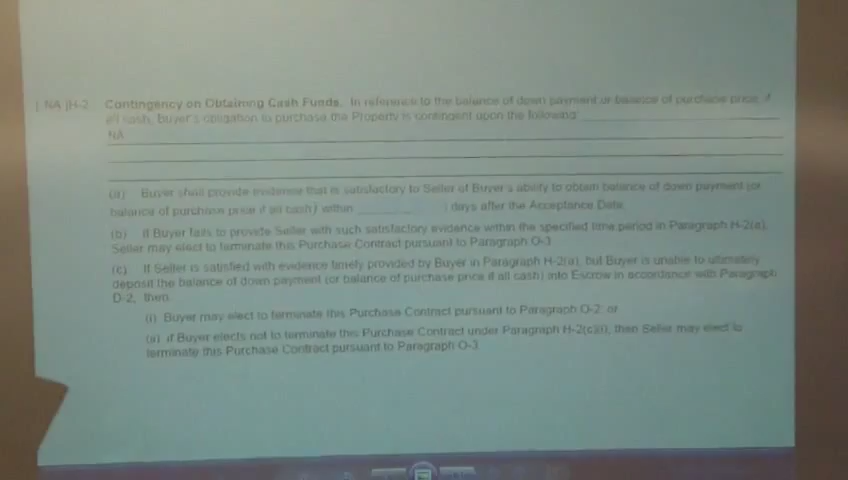 [ NA ]H-2 Contingency on Obtaining Cash Funds. In reference to the balance of down payment or balance of purchase price, if
all cash, Buyer's obligation to purchase the Property is contingent upon the following:
NA
(a) Buyer shall provide evidence that is satisfactory to Seller of Buyer's ability to obtain balance of down payment (or
balance of purchase price if all cash) within ____________ days after the Acceptance Date.
(b) If Buyer fails to provide Seller with such satisfactory evidence within the specified time period in Paragraph H-2(a),
Seller may elect to terminate this Purchase Contract pursuant to Paragraph O-3.
(c) If Seller is satisfied with evidence timely provided by Buyer in Paragraph H-2(a), but Buyer is unable to ultimately
deposit the balance of down payment (or balance of purchase price if all cash) into Escrow in accordance with Paragraph
D-2, then:
(i) Buyer may elect to terminate this Purchase Contract pursuant to Paragraph O-2; or
(ii) if Buyer elects not to terminate this Purchase Contract under Paragraph H-2(c)(i), then Seller may elect to
terminate this Purchase Contract pursuant to Paragraph O-3.